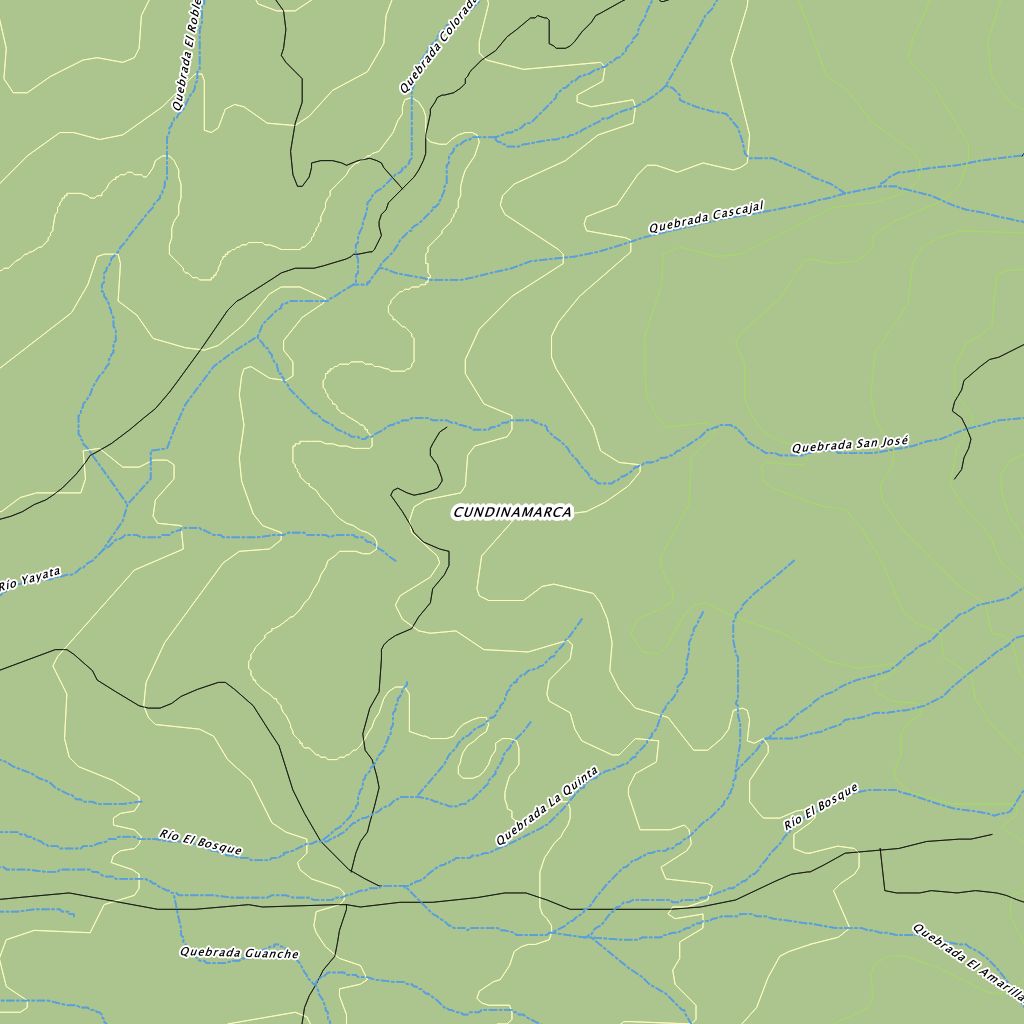 Quebrada El Roble
Quebrada Colorada
Quebrada Cascajal
Quebrada San José
CUNDINAMARCA
Río Yayata
Quebrada La Quinta
Río El Bosque
Río El Bosque
Quebrada Guanche
Quebrada El Amarilla